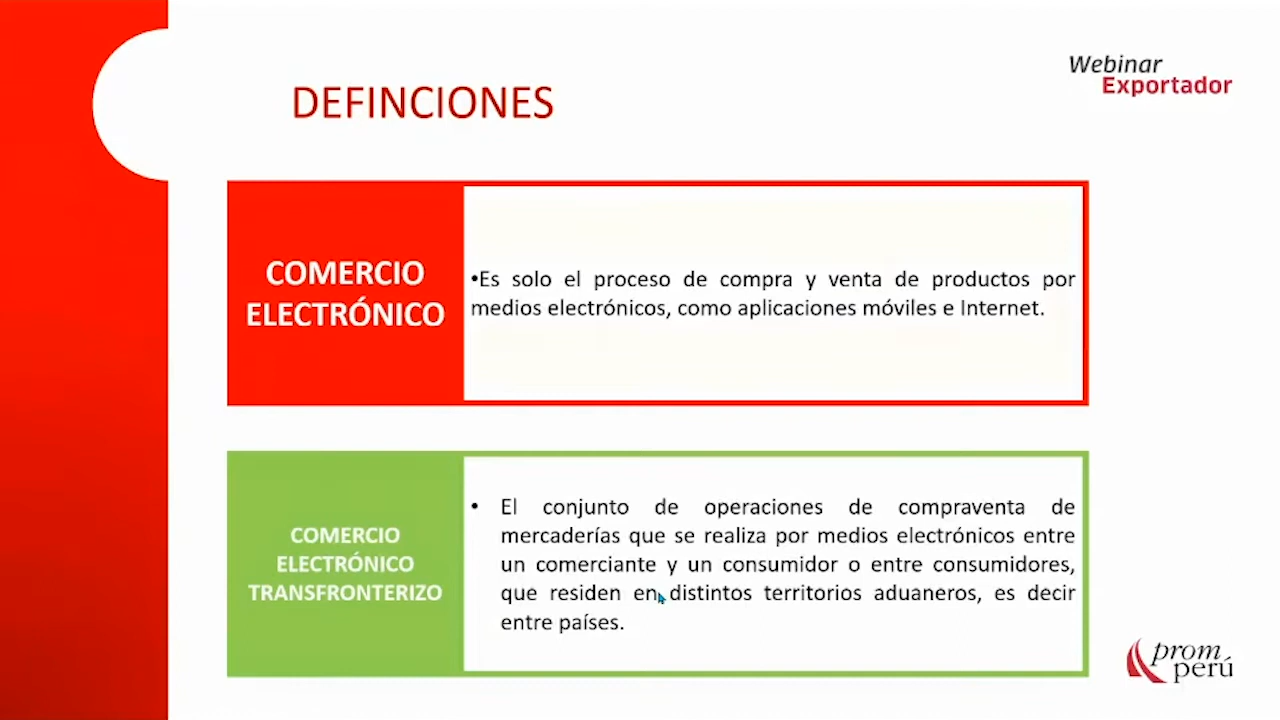 Webinar
Exportador
DEFINCIONES
COMERCIO
ELECTRÓNICO
•Es solo el proceso de compra y venta de productos por
medios electrónicos, como aplicaciones móviles e Internet.
COMERCIO
ELECTRÓNICO
TRANSFRONTERIZO
• El conjunto de operaciones de compraventa de
mercaderías que se realiza por medios electrónicos entre
un comerciante y un consumidor o entre consumidores,
que residen en distintos territorios aduaneros, es decir
entre países.
prom
perú